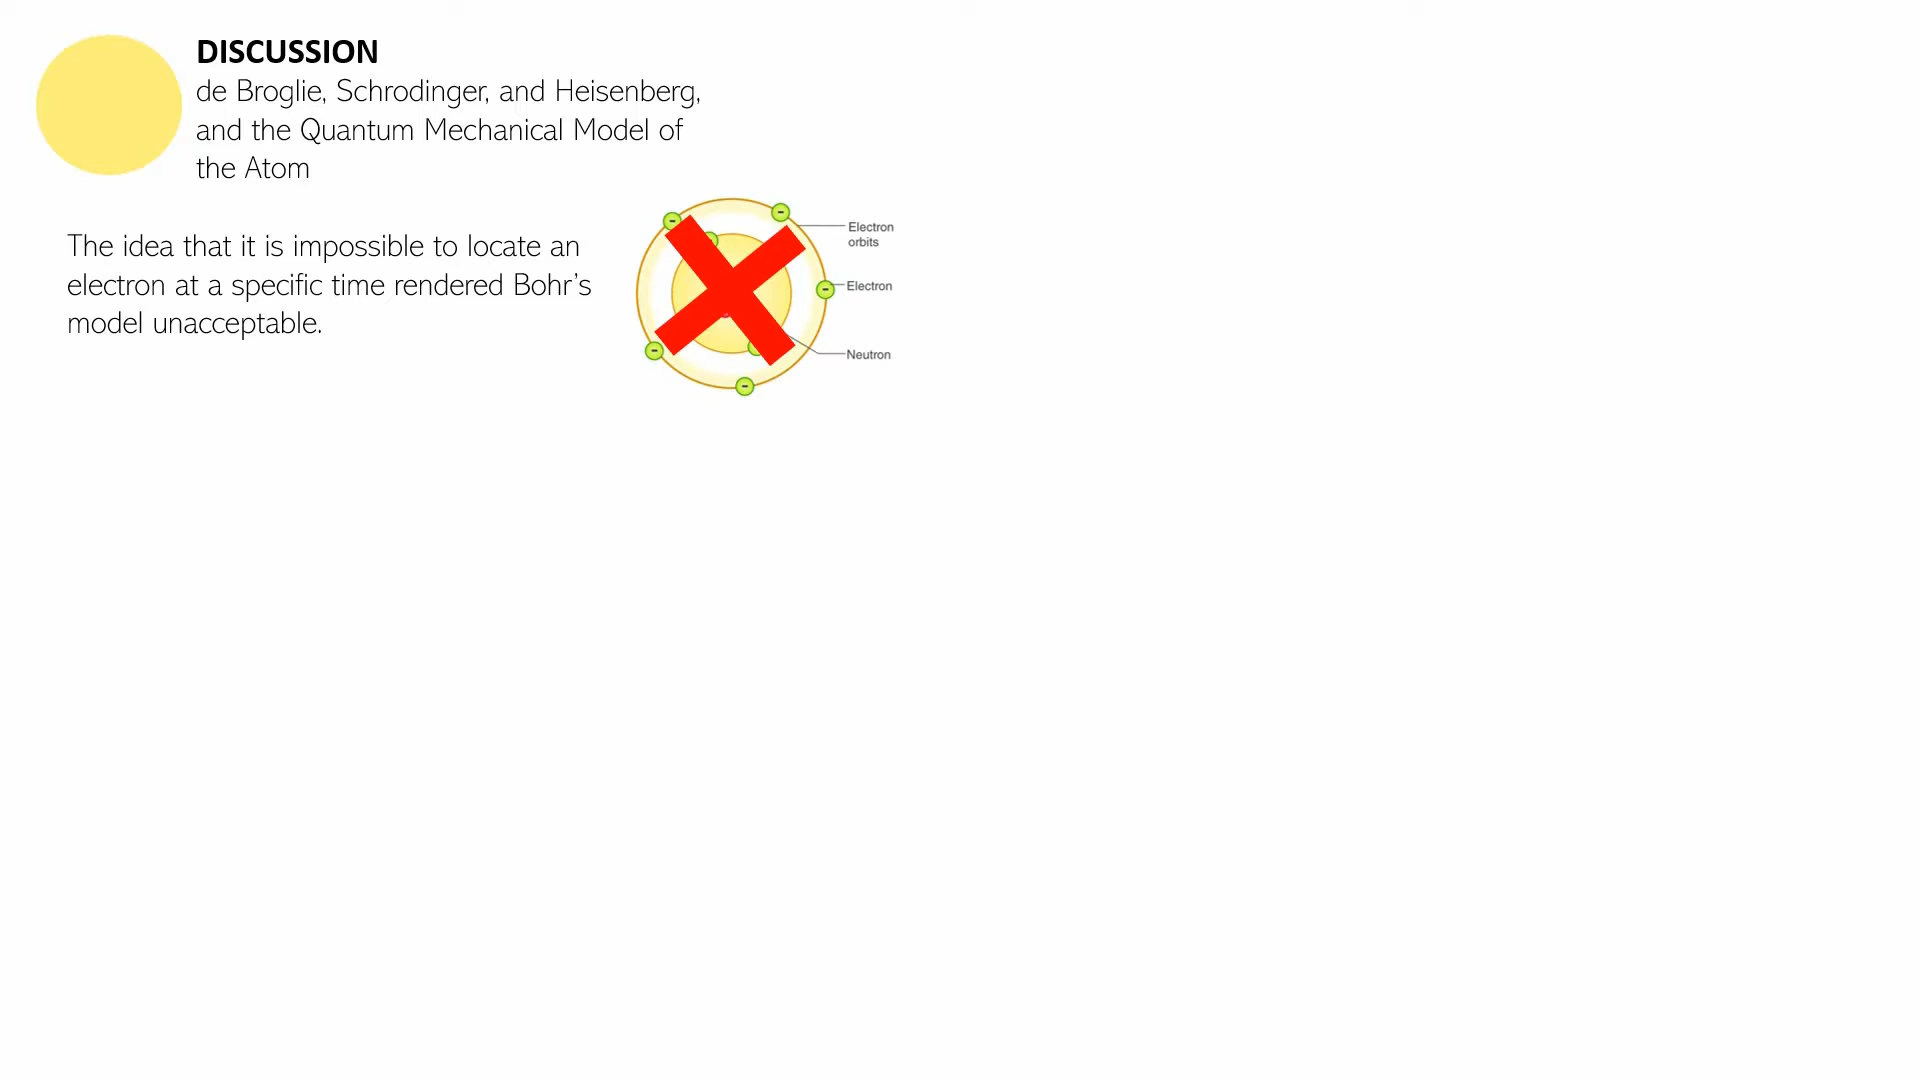 DISCUSSION
de Broglie, Schrodinger, and Heisenberg,
and the Quantum Mechanical Model of
the Atom
The idea that it is impossible to locate an
electron at a specific time rendered Bohr’s
model unacceptable.
Electron
orbits
Electron
Neutron